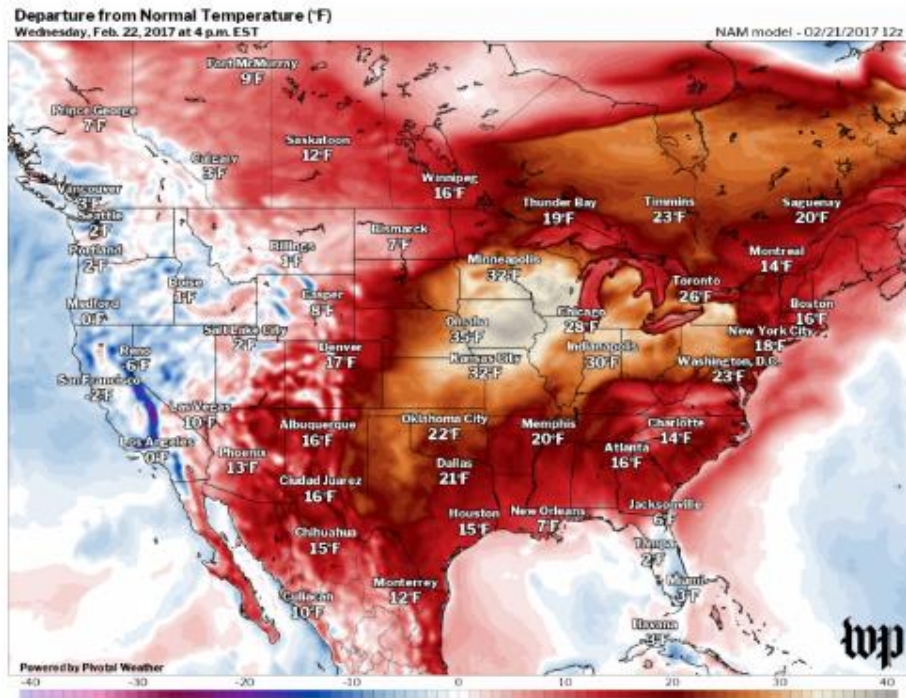 Departure from Normal Temperature (°F)
Wednesday, Feb. 22, 2017 at 4 p.m. EST
NAM model - 02/21/2017 12z
Fort McMurray
9°F
Prince George
7°F
Saskatoon
12°F
Calgary
3°F
Winnipeg
16°F
Vancouver
3°F
Seattle
2°F
Thunder Bay
19°F
Timmins
23°F
Saguenay
20°F
Bismarck
7°F
Portland
Billings
1°F
Montreal
14°F
Minneapolis
32°F
Toronto
26°F
Boise
Casper
8°F
Medford
0°F
Chicago
28°F
Boston
16°F
Omaha
35°F
Salt Lake City
New York City
18°F
Reno
-6°F
Denver
17°F
Kansas City
32°F
Indianapolis
30°F
Washington, D.C.
23°F
San Francisco
-2°F
Las Vegas
10°F
Albuquerque
16°F
Oklahoma City
22°F
Memphis
20°F
Charlotte
14°F
Los Angeles
0°F
Phoenix
13°F
Atlanta
16°F
Dallas
21°F
Ciudad Juarez
16°F
Houston
15°F
New Orleans
7°F
Jacksonville
6°F
Chihuahua
15°F
Tampa
2°F
Monterrey
12°F
Miami
Culiacan
10°F
Havana
wp
Powered by Pivotal Weather
-40 -30 -20 -10 0 10 20 30 40